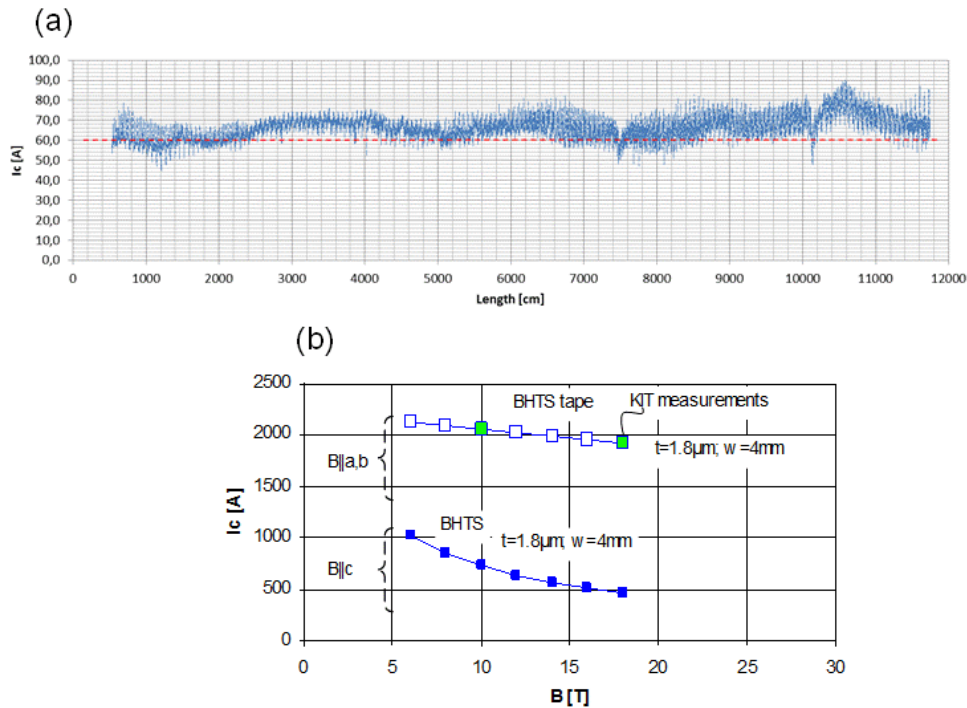 (a)
100,0
90,0
80,0
70,0
60,0
50,0
40,0
30,0
20,0
10,0
0,0
Ic [A]
0 1000 2000 3000 4000 5000 6000 7000 8000 9000 10000 11000 12000
Length [cm]
(b)
2500
2000
1500
1000
500
0
Ic [A]
BHTS tape
KIT measurements
t=1.8µm; w=4mm
B||a,b
BHTS
t=1.8µm; w=4mm
B||c
0 5 10 15 20 25 30
B [T]